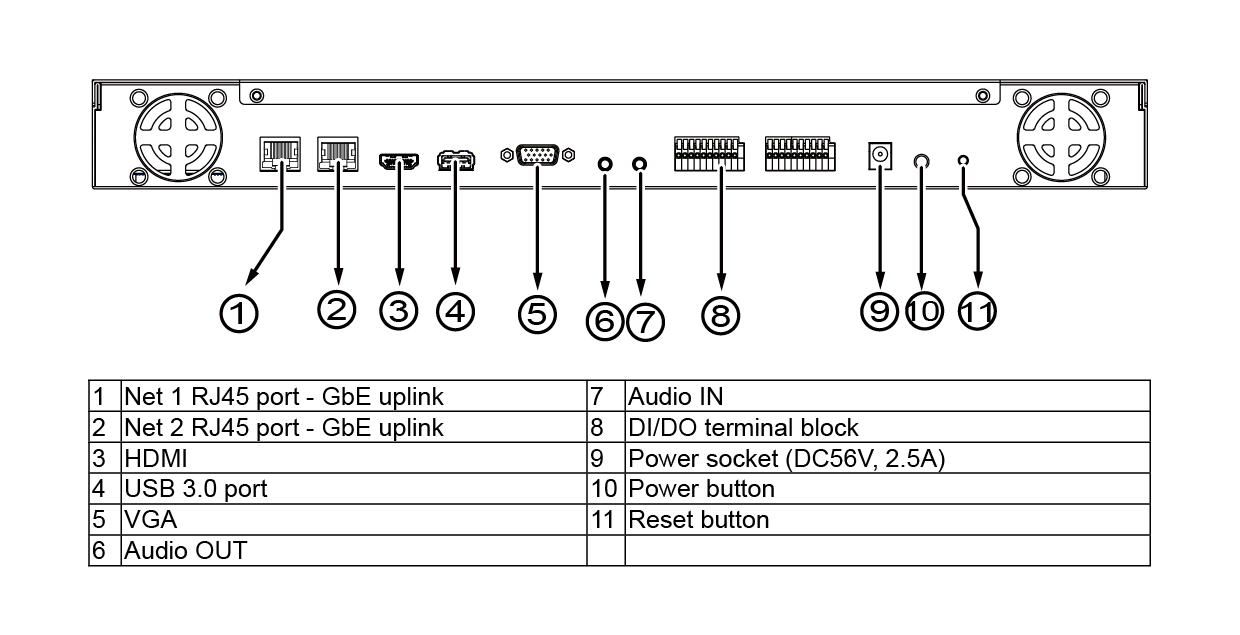 ① ② ③ ④ ⑤ ⑥ ⑦ ⑧ ⑨ ⑩ ⑪
1 Net 1 RJ45 port - GbE uplink 7 Audio IN
2 Net 2 RJ45 port - GbE uplink 8 DI/DO terminal block
3 HDMI 9 Power socket (DC56V, 2.5A)
4 USB 3.0 port 10 Power button
5 VGA 11 Reset button
6 Audio OUT